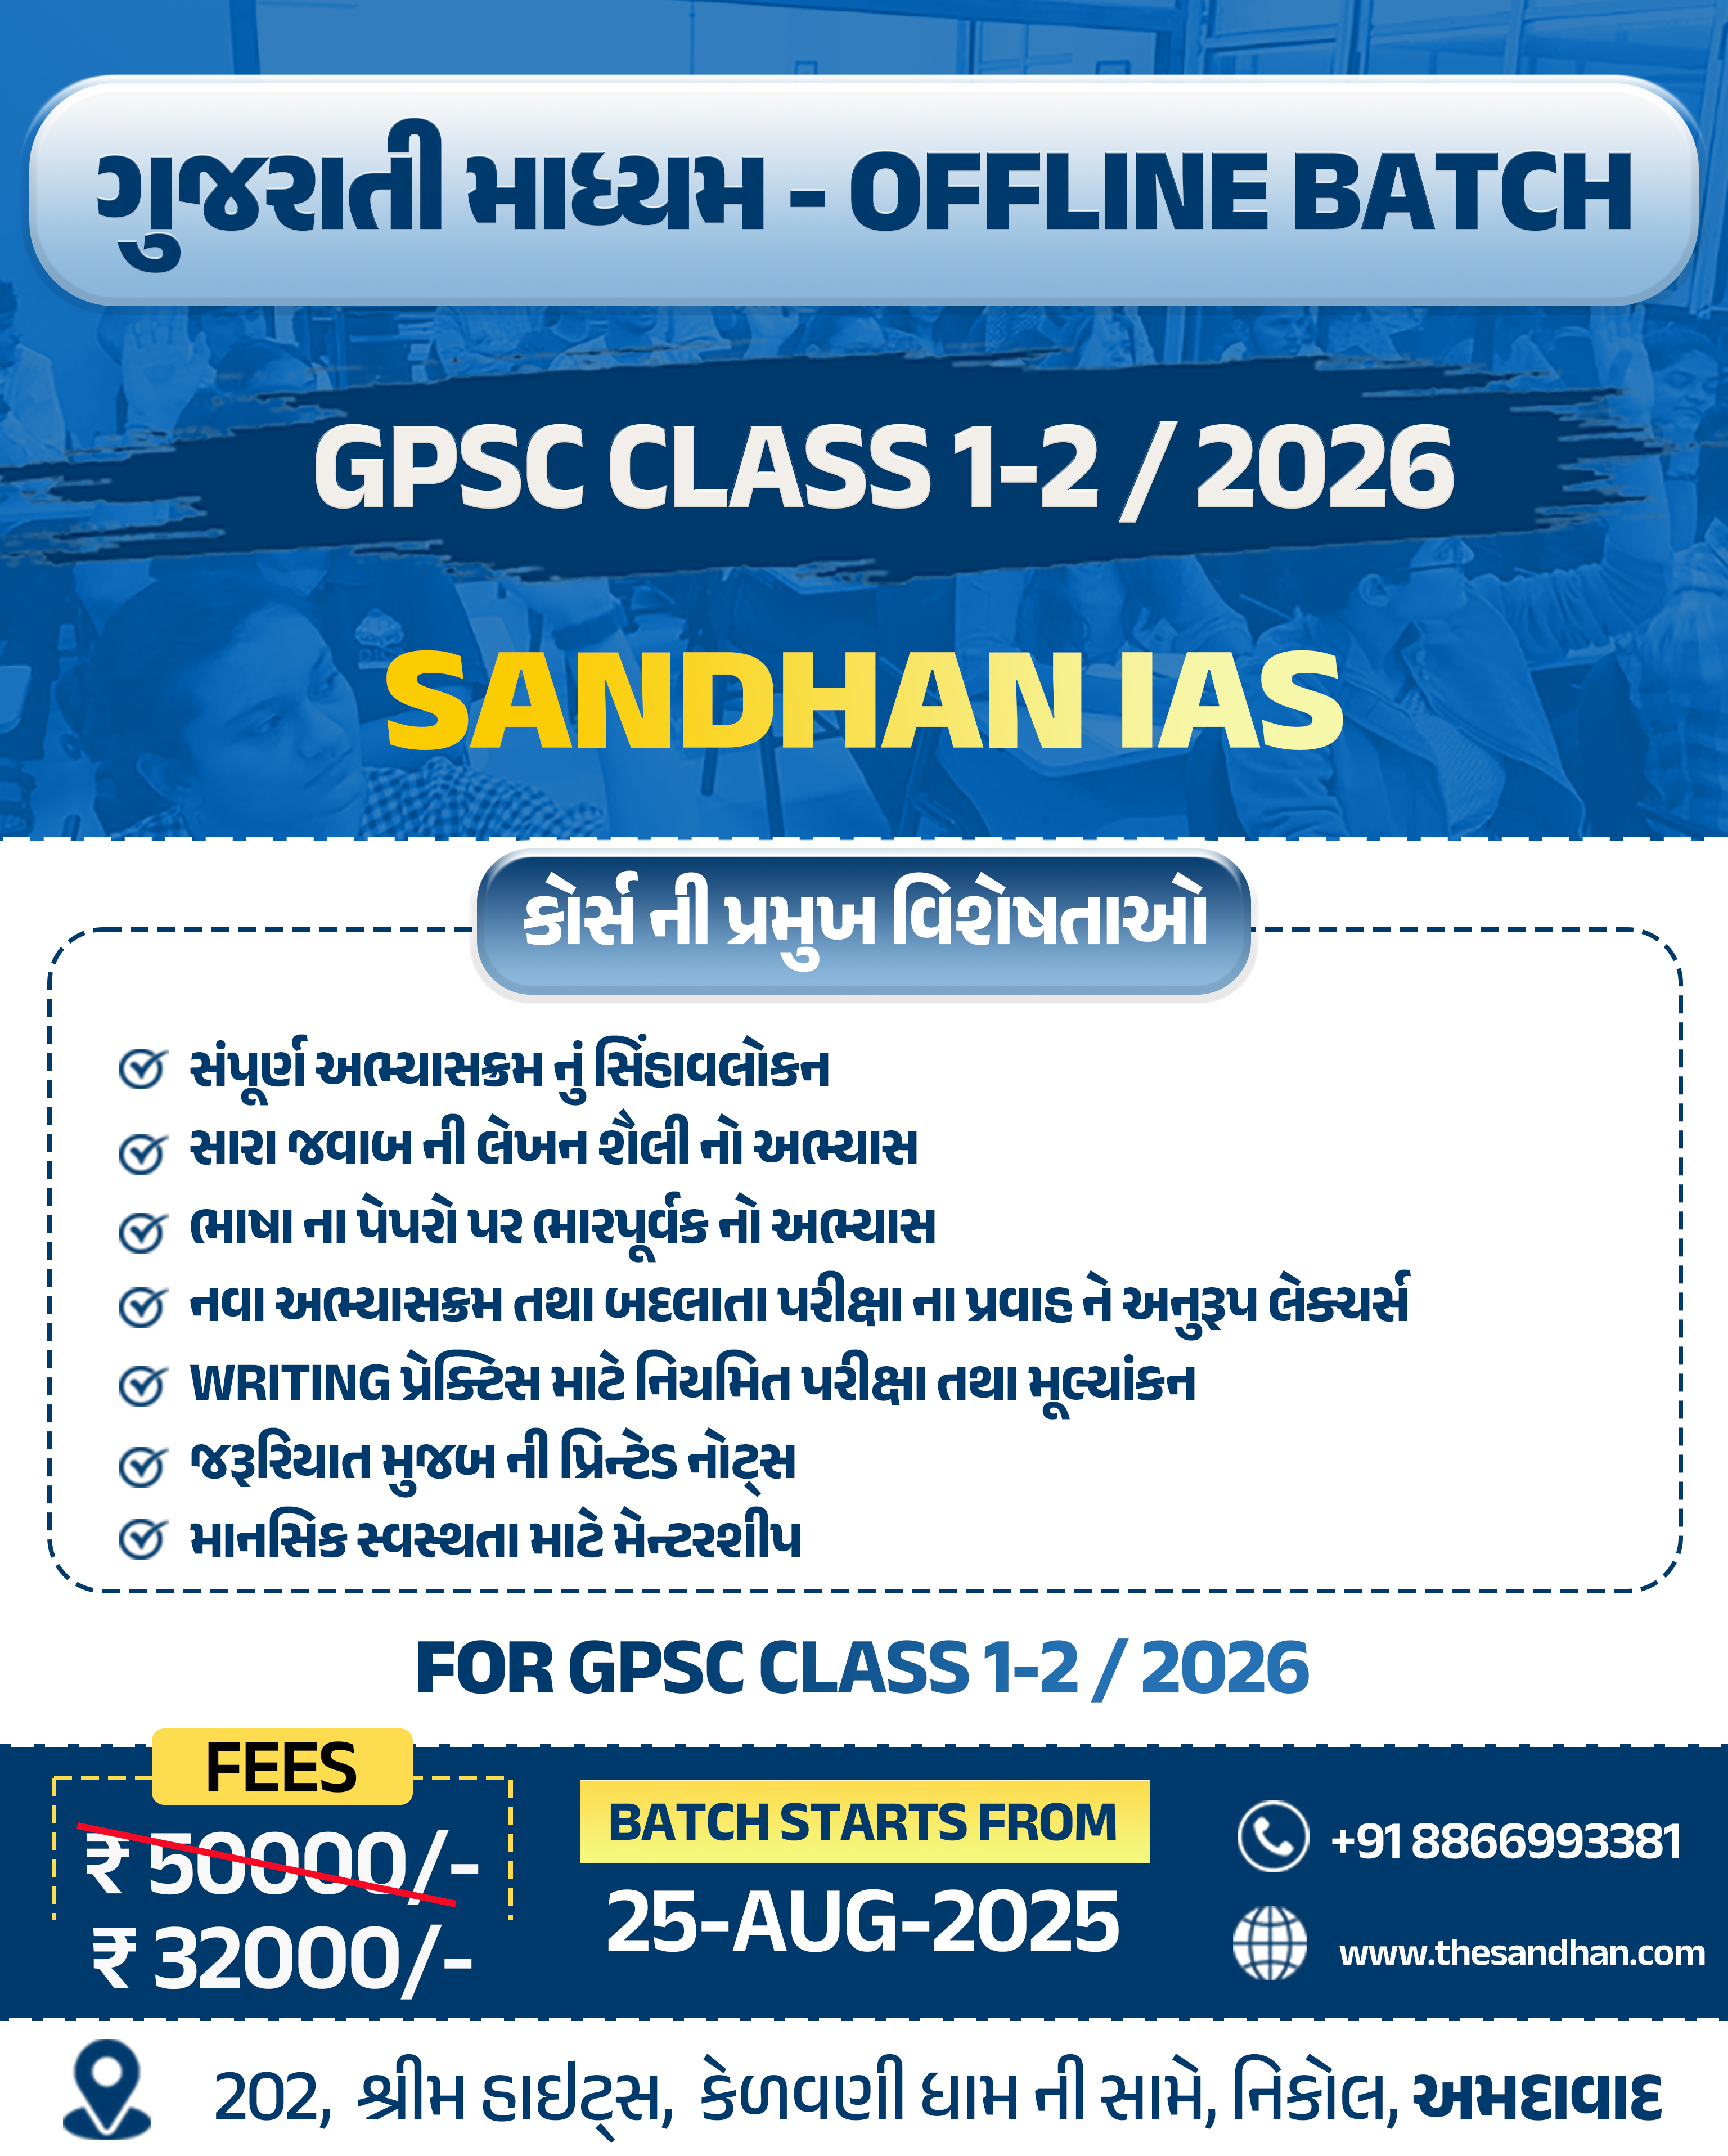 ગુજરાતી માધ્યમ - OFFLINE BATCH
GPSC CLASS 1-2 / 2026
SANDHAN IAS
કોર્સ ની પ્રમુખ વિશેષતાઓ
સંપૂર્ણ અભ્યાસક્રમ નું સિંહાવલોકન
સારા જવાબ ની લેખન શૈલી નો અભ્યાસ
ભાષા ના પેપરો પર ભારપૂર્વક નો અભ્યાસ
નવા અભ્યાસક્રમ તથા બદલાતા પરીક્ષા ના પ્રવાહ ને અનુરૂપ લેક્ચર્સ
WRITING પ્રેક્ટિસ માટે નિયમિત પરીક્ષા તથા મૂલ્યાંકન
જરૂરિયાત મુજબ ની પ્રિન્ટેડ નોટ્સ
માનસિક સ્વસ્થતા માટે મેન્ટરશીપ
FOR GPSC CLASS 1-2 / 2026
FEES
₹ 50000/-
₹ 32000/-
BATCH STARTS FROM
25-AUG-2025
+91 8866993381
www.thesandhan.com
202, શ્રીમ હાઈટ્સ, કેળવણી ધામ ની સામે, નિકોલ, અમદાવાદ